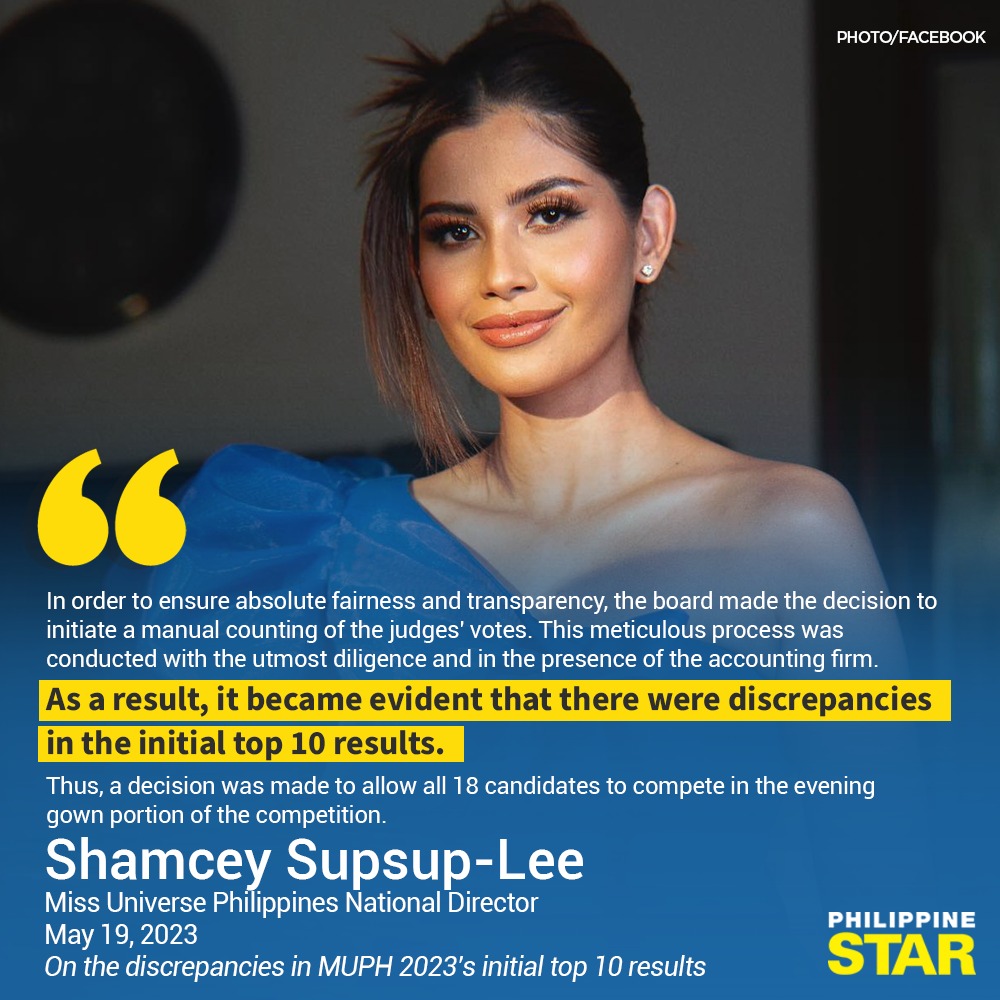 PHOTO/FACEBOOK
In order to ensure absolute fairness and transparency, the board made the decision to
initiate a manual counting of the judges' votes. This meticulous process was
conducted with the utmost diligence and in the presence of the accounting firm.
As a result, it became evident that there were discrepancies
in the initial top 10 results.
Thus, a decision was made to allow all 18 candidates to compete in the evening
gown portion of the competition.
Shamcey Supsup-Lee
Miss Universe Philippines National Director
May 19, 2023
On the discrepancies in MUPH 2023's initial top 10 results
PHILIPPINE
STAR